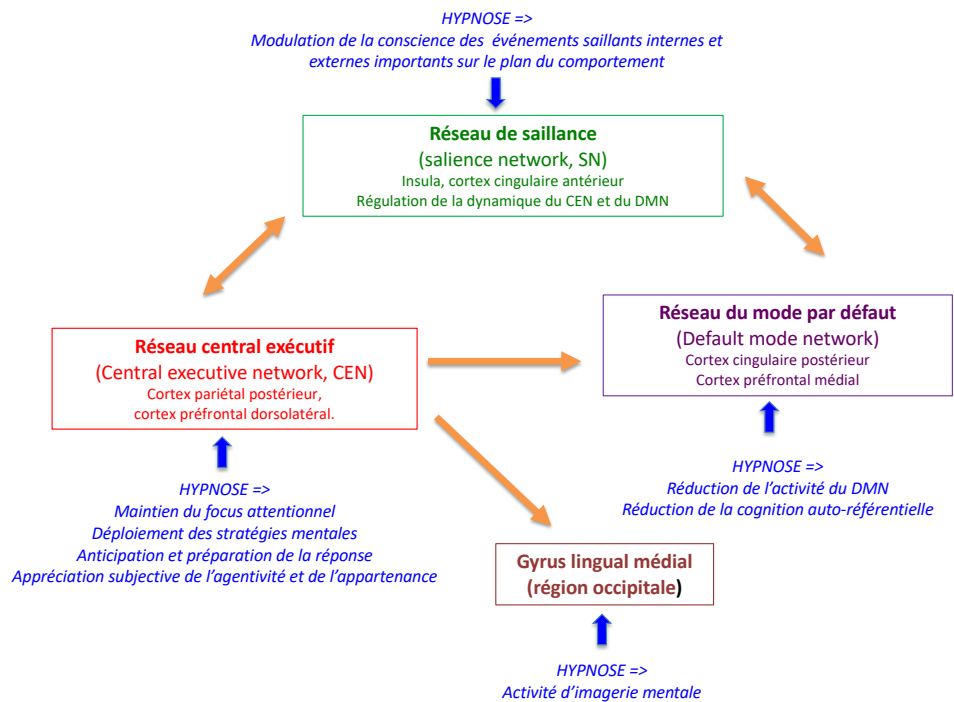 HYPNOSE =>
Modulation de la conscience des événements saillants internes et
externes importants sur le plan du comportement
Réseau de saillance
(salience network, SN)
Insula, cortex cingulaire antérieur
Régulation de la dynamique du CEN et du DMN
Réseau central exécutif
(Central executive network, CEN)
Cortex pariétal postérieur,
cortex préfrontal dorsolatéral.
Réseau du mode par défaut
(Default mode network)
Cortex cingulaire postérieur
Cortex préfrontal médial
HYPNOSE =>
Maintien du focus attentionnel
Déploiement des stratégies mentales
Anticipation et préparation de la réponse
Appréciation subjective de l’agentivité et de l’appartenance
HYPNOSE =>
Réduction de l’activité du DMN
Réduction de la cognition auto-référentielle
Gyrus lingual médial
(région occipitale)
HYPNOSE =>
Activité d’imagerie mentale